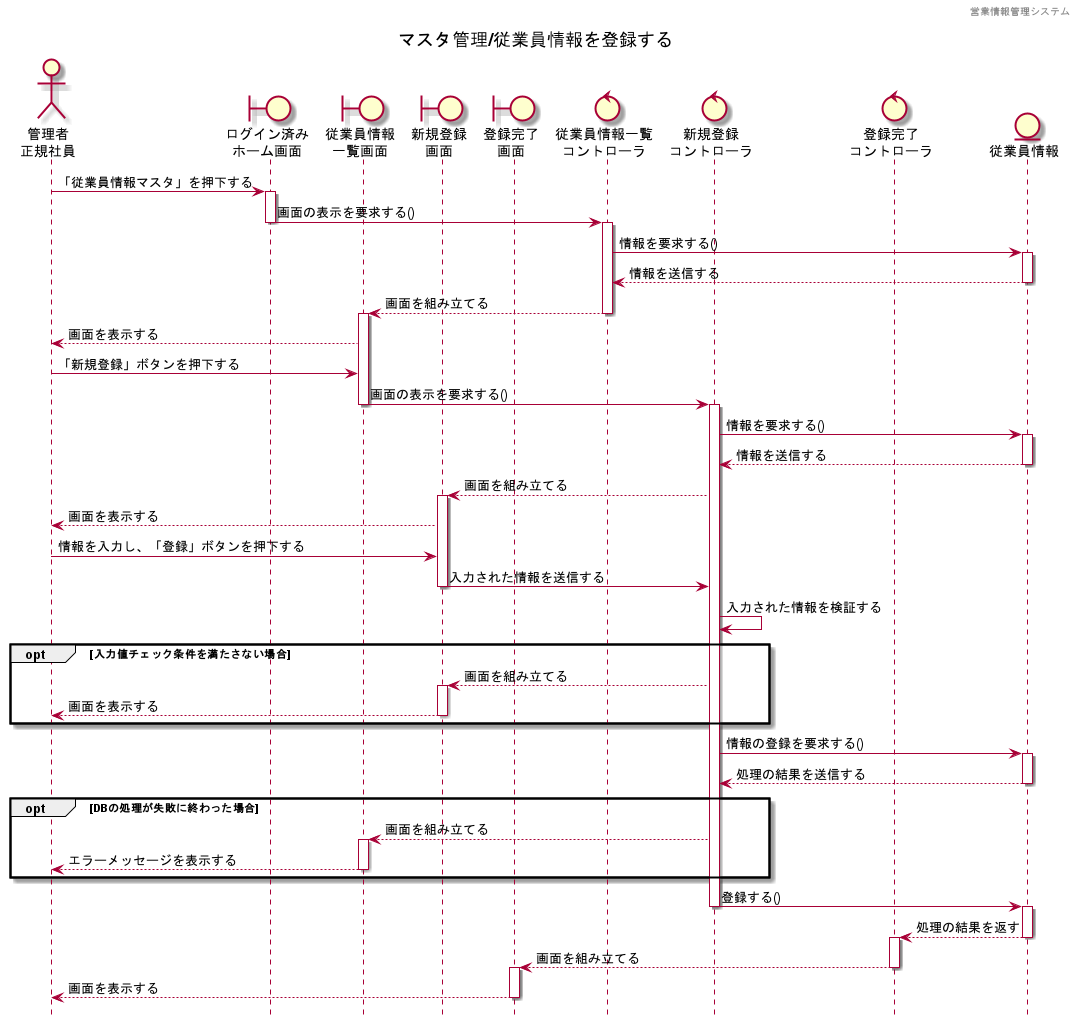 営業情報管理システム
マスタ管理/従業員情報を登録する
管理者
正規社員
ログイン済み
ホーム画面
従業員情報
一覧画面
新規登録
画面
登録完了
画面
従業員情報一覧
コントローラ
新規登録
コントローラ
登録完了
コントローラ
従業員情報
「従業員情報マスタ」を押下する
画面の表示を要求する()
情報を要求する()
情報を送信する
画面を組み立てる
画面を表示する
「新規登録」ボタンを押下する
画面の表示を要求する()
情報を要求する()
情報を送信する
画面を組み立てる
画面を表示する
情報を入力し、「登録」ボタンを押下する
入力された情報を送信する
入力された情報を検証する
opt [入力値チェック条件を満たさない場合]
画面を組み立てる
画面を表示する
情報の登録を要求する()
処理の結果を送信する
opt [DBの処理が失敗に終わった場合]
画面を組み立てる
エラーメッセージを表示する
登録する()
処理の結果を返す
画面を組み立てる
画面を表示する